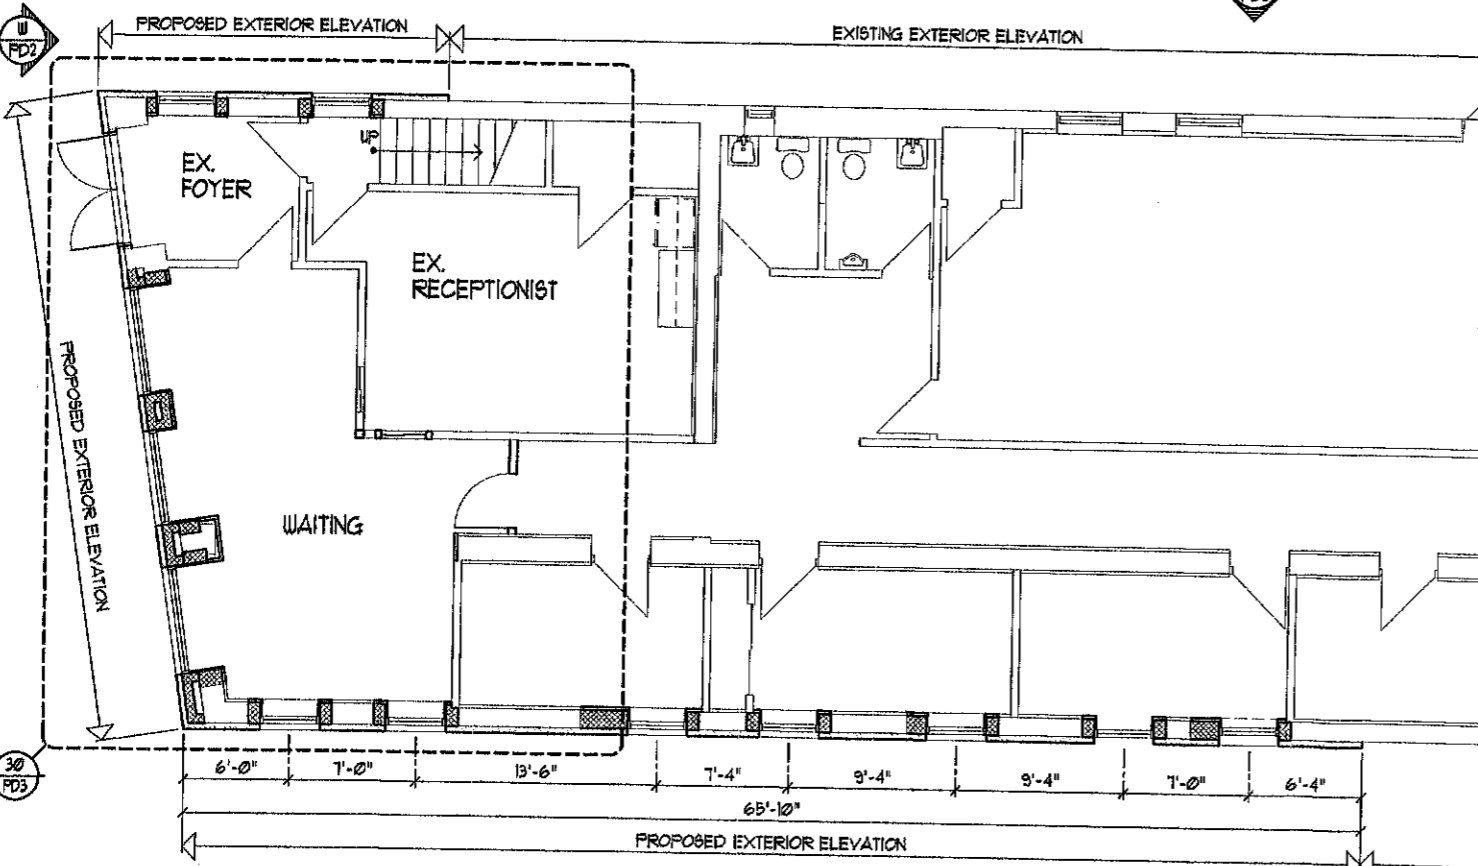 PROPOSED EXTERIOR ELEVATION
EXISTING EXTERIOR ELEVATION
PD2
UP
EX.
FOYER
EX.
RECEPTIONIST
PROPOSED EXTERIOR ELEVATION
WAITING
30
PD3
6'-0"
7'-0"
13'-6"
7'-4"
9'-4"
9'-4"
7'-0"
6'-4"
65'-10"
PROPOSED EXTERIOR ELEVATION